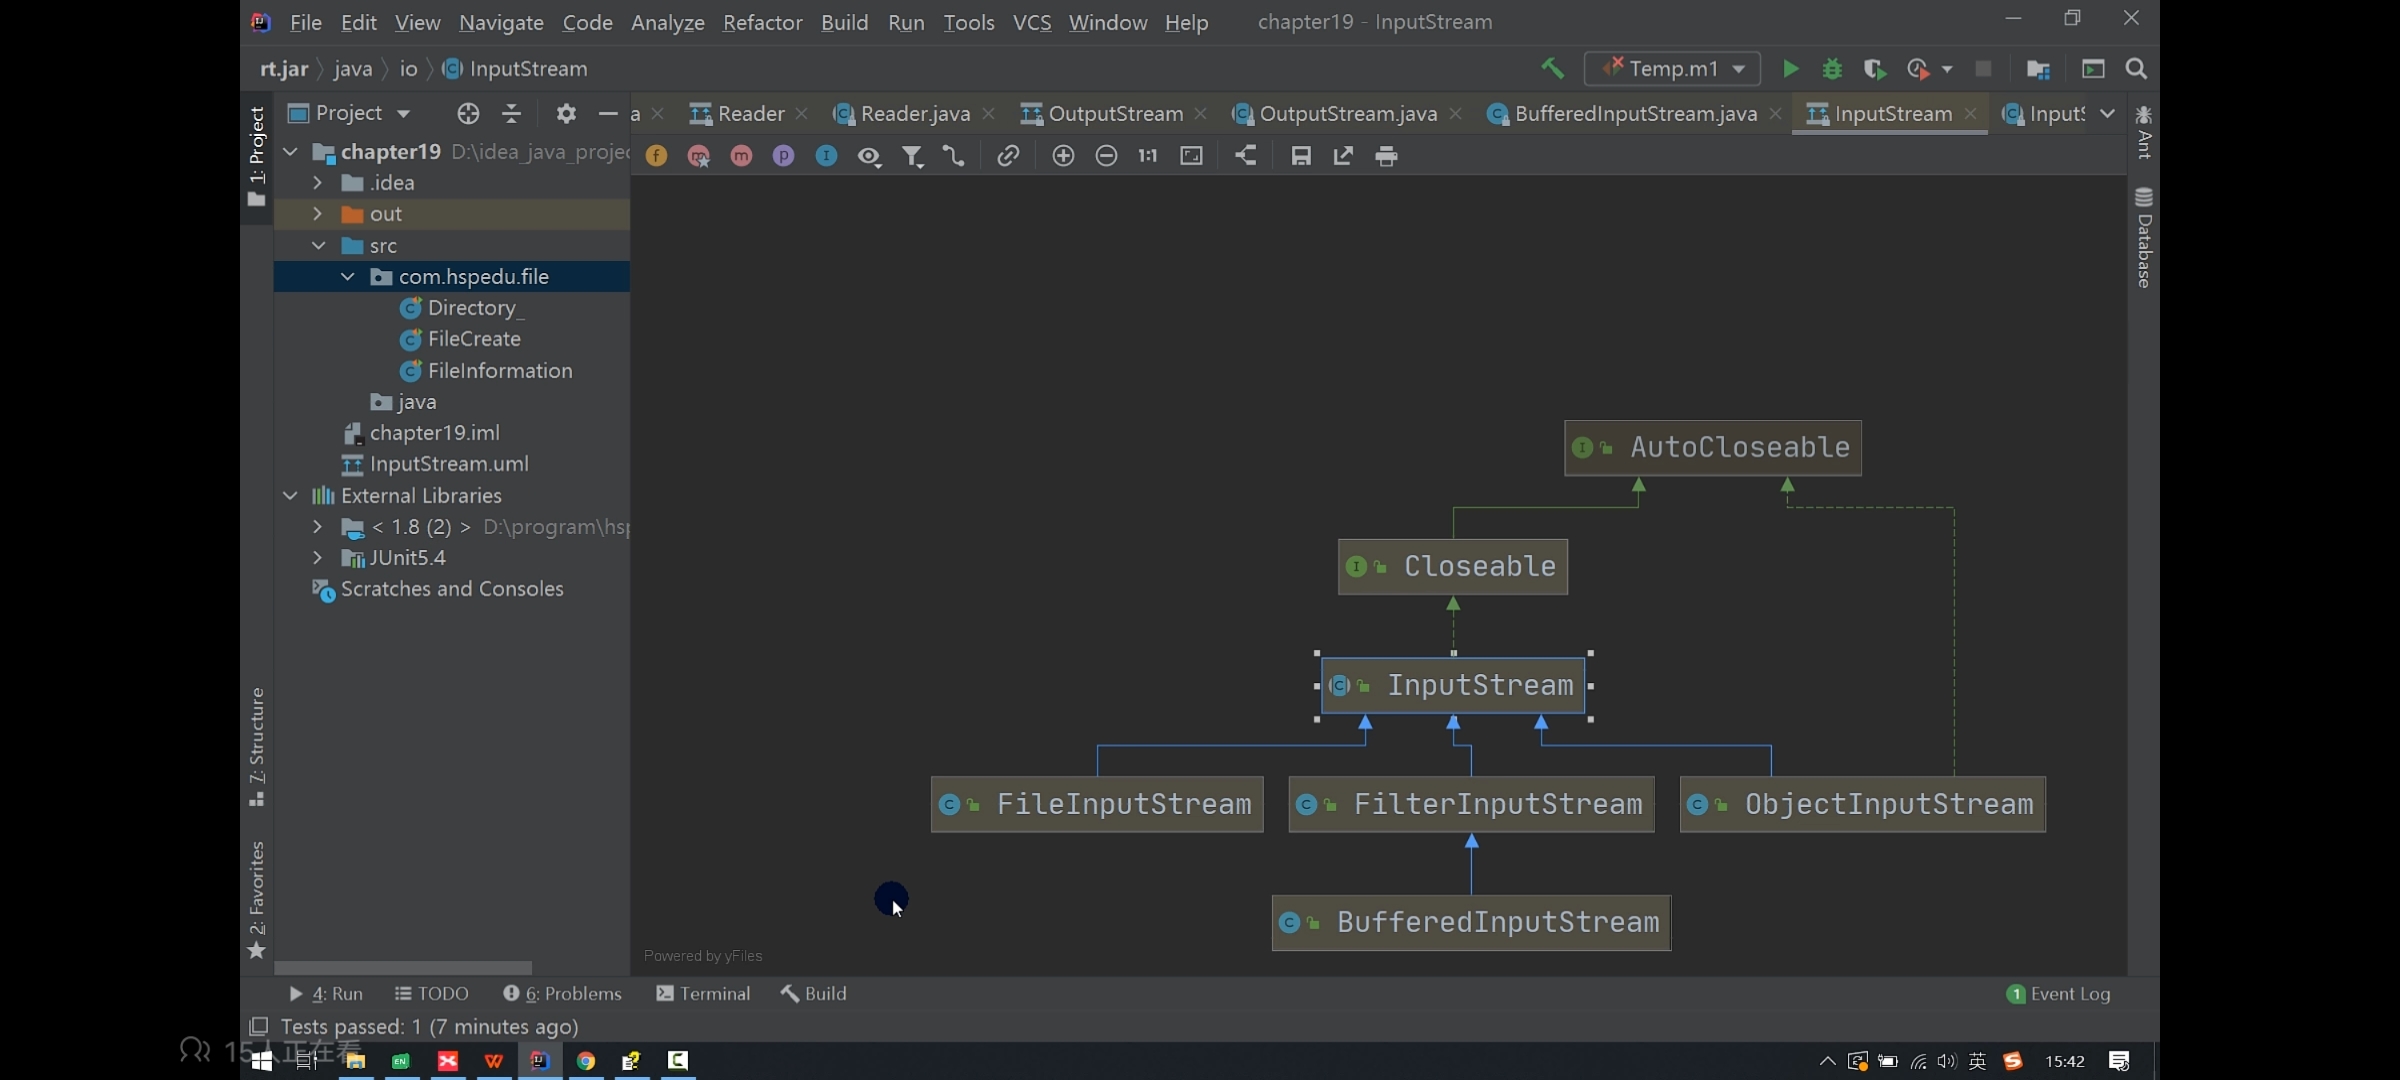 File Edit View Navigate Code Analyze Refactor Build Run Tools VCS Window Help chapter19 - InputStream
rt.jar java io InputStream Temp.m1
Project a Reader Reader.java OutputStream OutputStream.java BufferedInputStream.java InputStream InputS
1:1
1: Project
chapter19 D:\idea_java_projec
.idea
out
src
com.hspedu.file
Directory_
FileCreate
FileInformation
java
chapter19.iml
InputStream.uml
External Libraries
< 1.8 (2) > D:\program\hsp
JUnit5.4
Scratches and Consoles
7: Structure
2: Favorites
AutoCloseable
Closeable
InputStream
FileInputStream FilterInputStream ObjectInputStream
BufferedInputStream
Powered by yFiles
Ant
Database
4: Run TODO 6: Problems Terminal Build 1 Event Log
Tests passed: 1 (7 minutes ago)
15人正在看
英 15:42